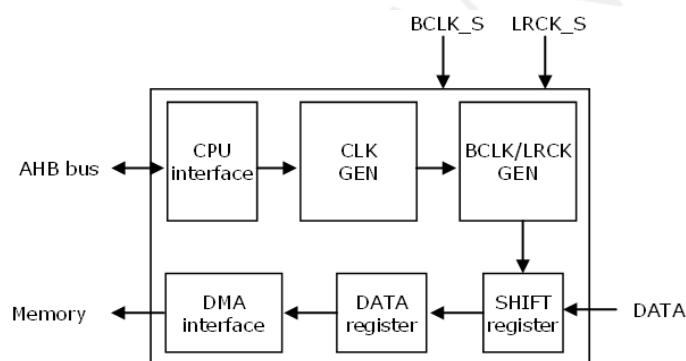 BCLK_S LRCK_S
AHB bus
CPU
interface
CLK
GEN
BCLK/LRCK
GEN
Memory
DMA
interface
DATA
register
SHIFT
register
DATA